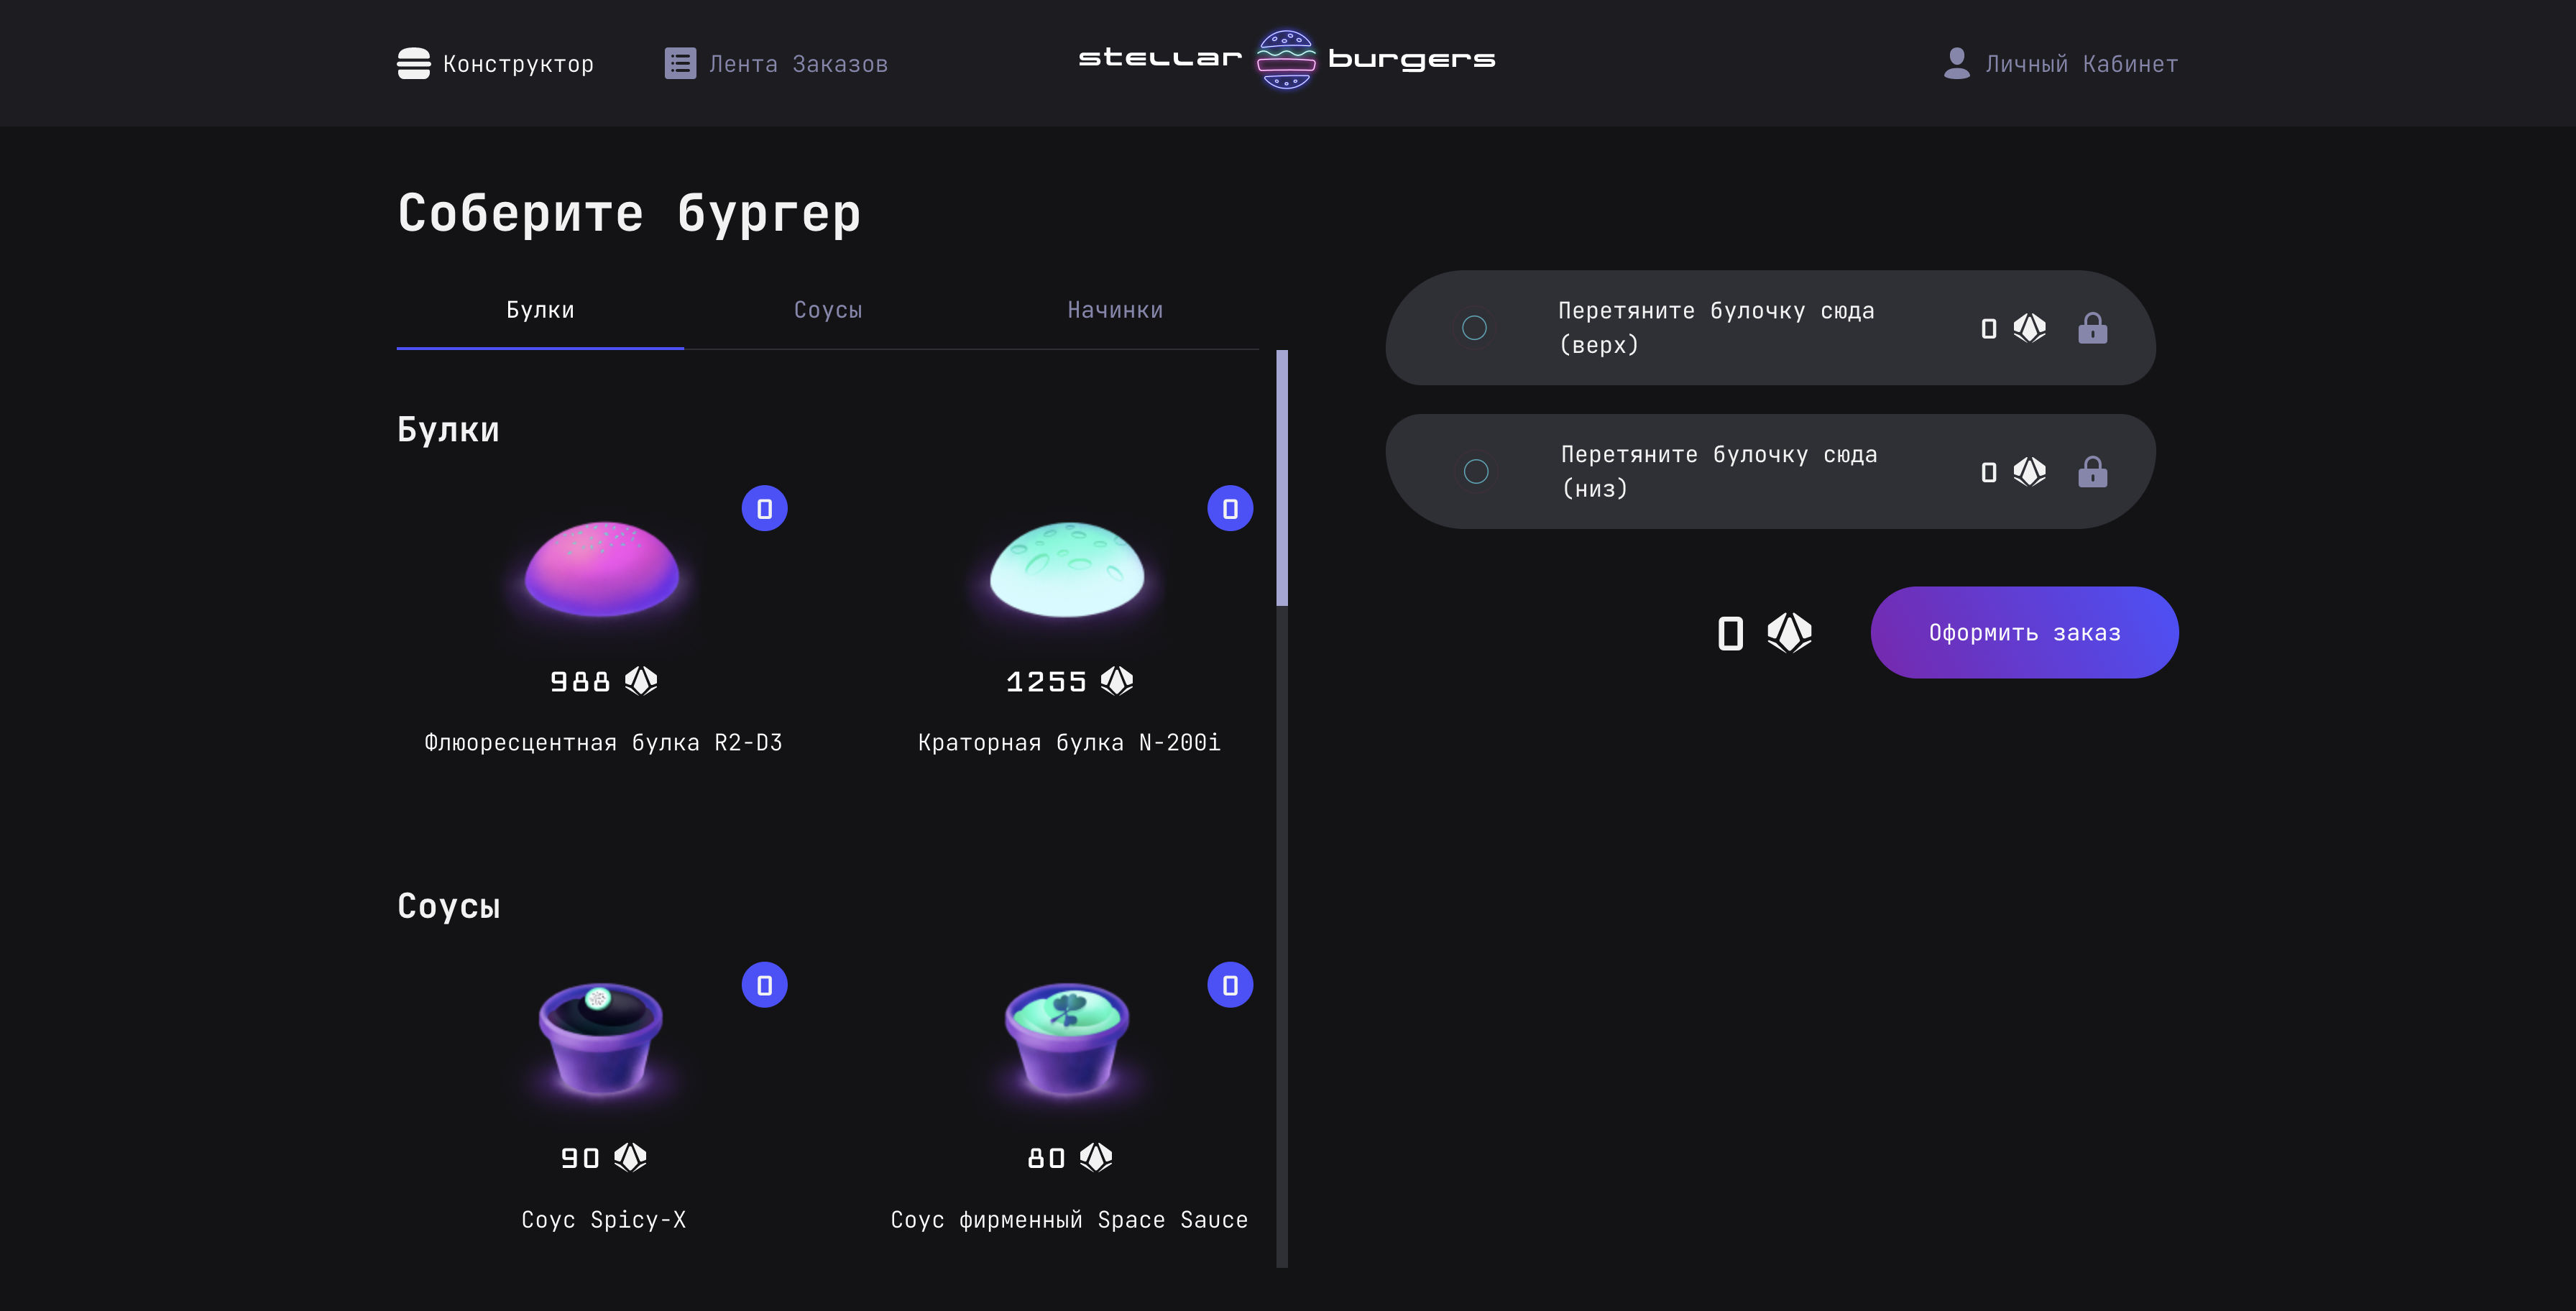 Конструктор
Лента Заказов
stellar burgers
Личный Кабинет
Соберите бургер
Булки
Соусы
Начинки
Булки
0
988
Флюоресцентная булка R2-D3
0
1255
Краторная булка N-200i
Соусы
0
90
Соус Spicy-X
0
80
Соус фирменный Space Sauce
Перетяните булочку сюда
(верх)
0
Перетяните булочку сюда
(низ)
0
0
Оформить заказ